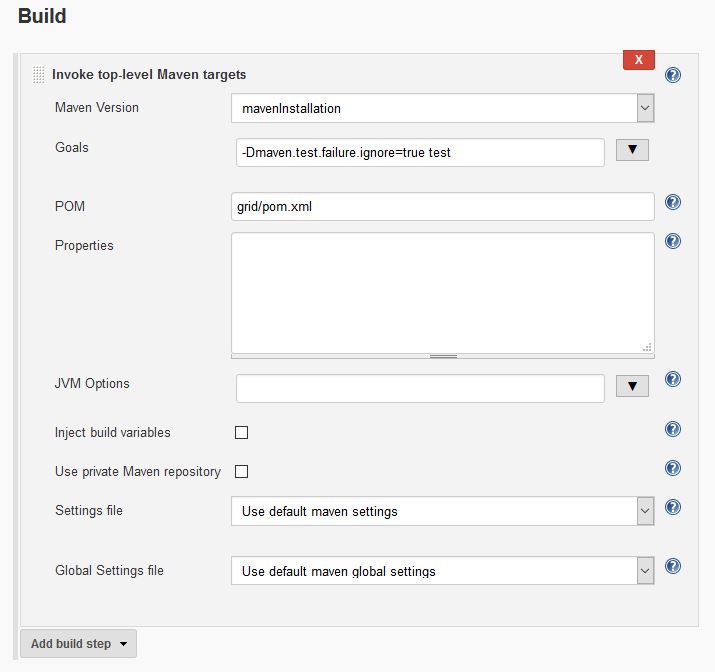 Build
Invoke top-level Maven targets
X
Maven Version
mavenInstallation
Goals
-Dmaven.test.failure.ignore=true test
POM
grid/pom.xml
Properties
JVM Options
Inject build variables
Use private Maven repository
Settings file
Use default maven settings
Global Settings file
Use default maven global settings
Add build step